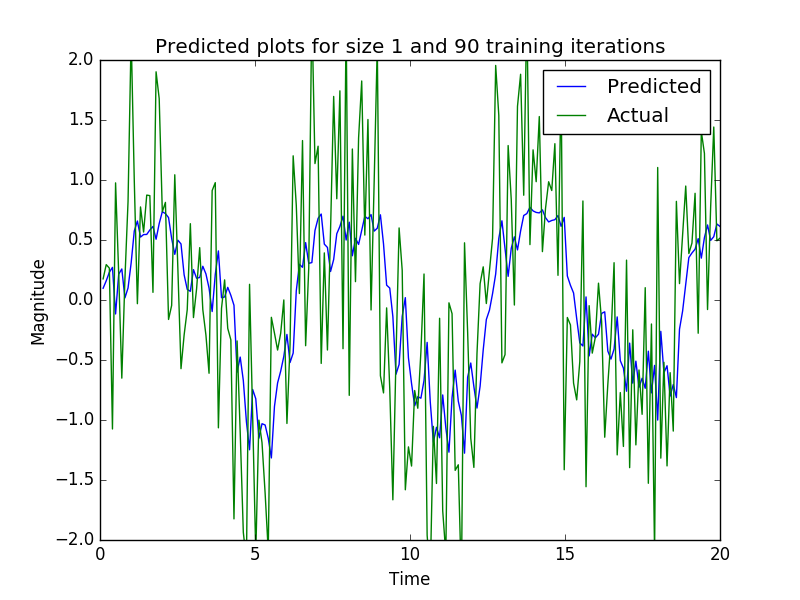 Predicted plots for size 1 and 90 training iterations
Predicted
Actual
2.0
1.5
1.0
0.5
0.0
−0.5
−1.0
−1.5
−2.0
Magnitude
0 5 10 15 20
Time